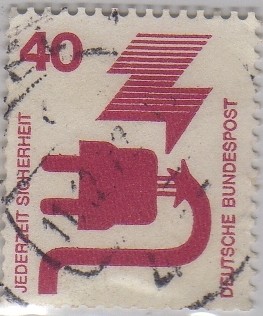 40
JEDERZEIT SICHERHEIT
DEUTSCHE BUNDESPOST